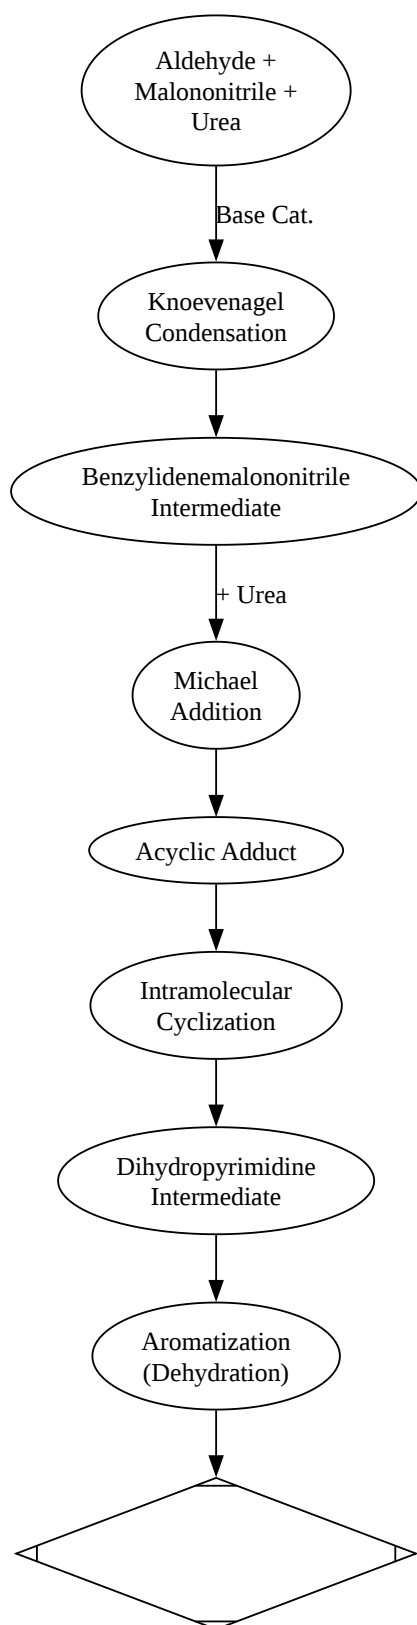 Aldehyde +
Malononitrile +
Urea
Base Cat.
Knoevenagel
Condensation
Benzylidenemalononitrile
Intermediate
+ Urea
Michael
Addition
Acyclic Adduct
Intramolecular
Cyclization
Dihydropyrimidine
Intermediate
Aromatization
(Dehydration)